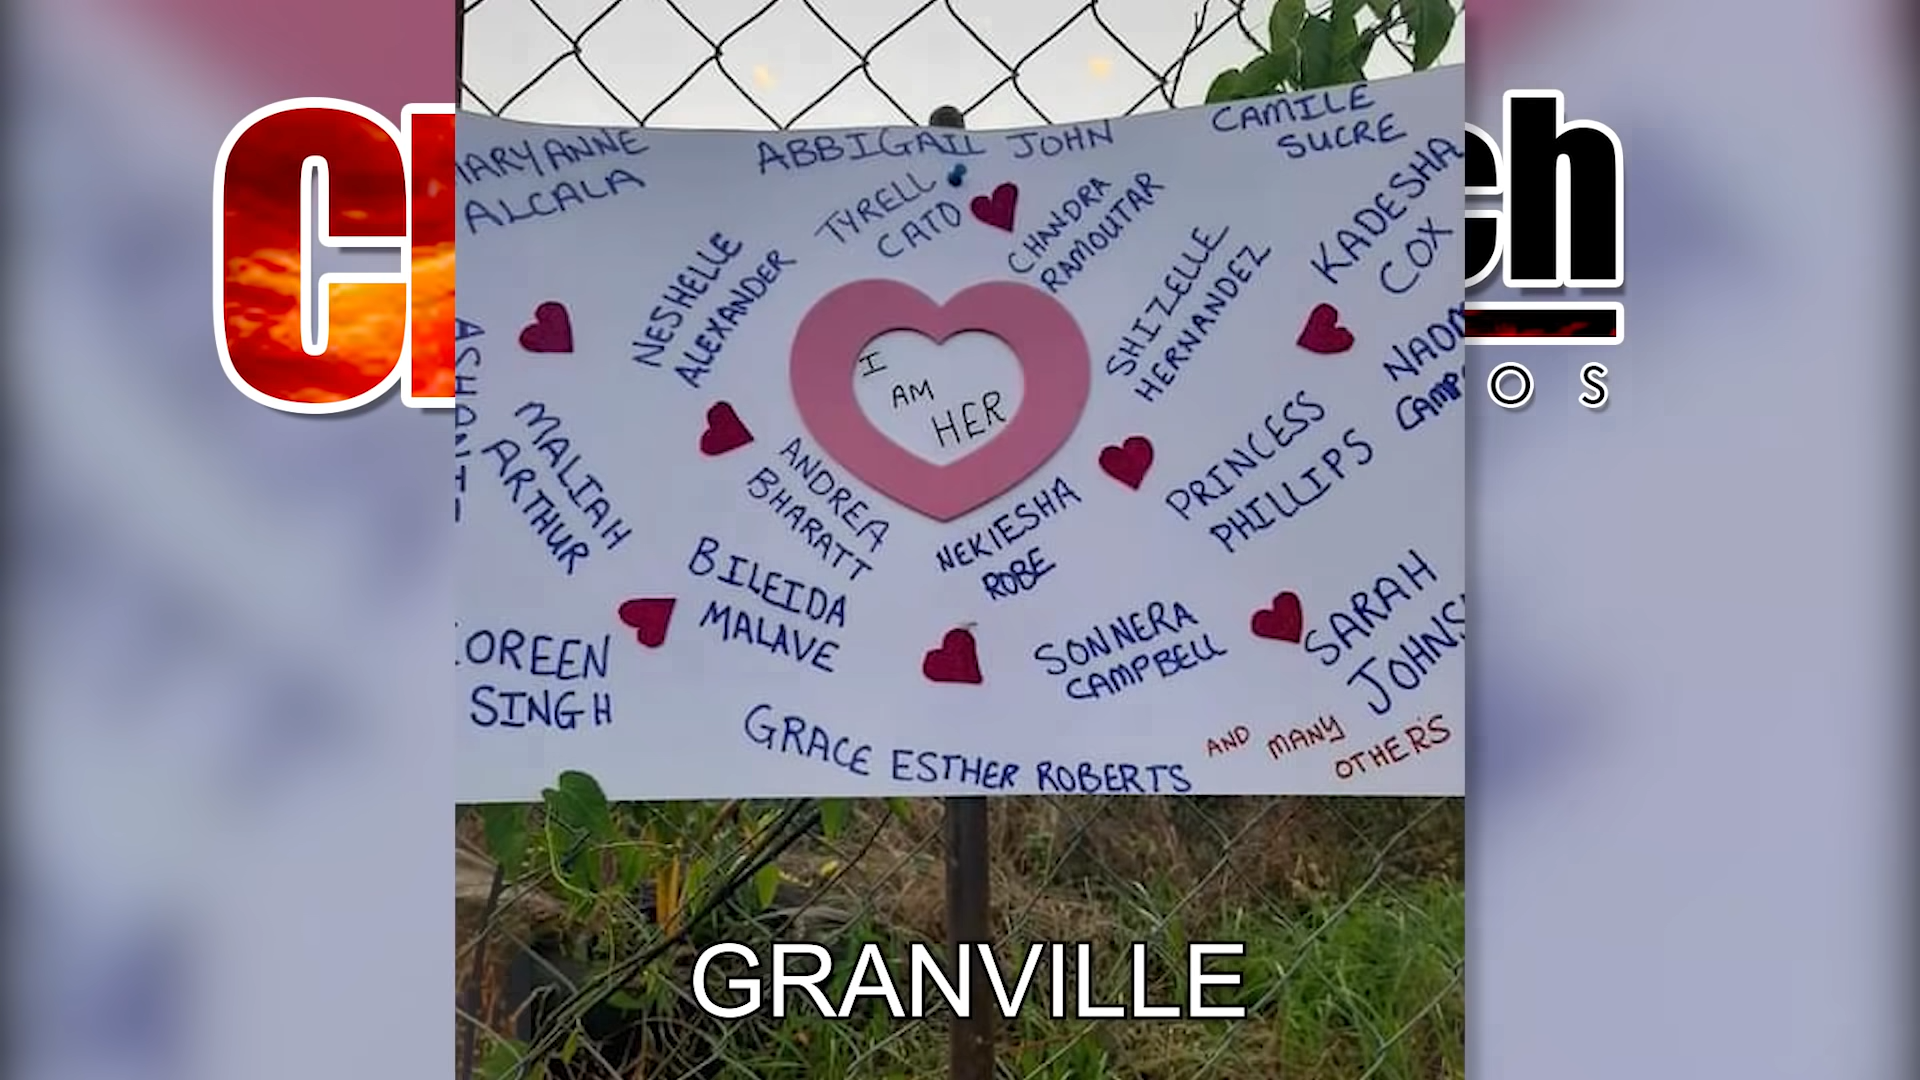 MARYANNE
ALCALA
ABBIGAIL JOHN
CAMILE
SUCRE
TYRELL
CATO
CHANDRA
RAMOUTAR
KADESHA
COX
NESHELLE
ALEXANDER
SHIZELLE
HERNANDEZ
I
AM
HER
MALIAH
ARTHUR
ANDREA
BHARATT
PRINCESS
PHILLIPS
NEKIESHA
ROBE
BILEIDA
MALAVE
SONNERA
CAMPBELL
SARAH
OREEN
SINGH
GRACE ESTHER ROBERTS
AND MANY
OTHERS
GRANVILLE